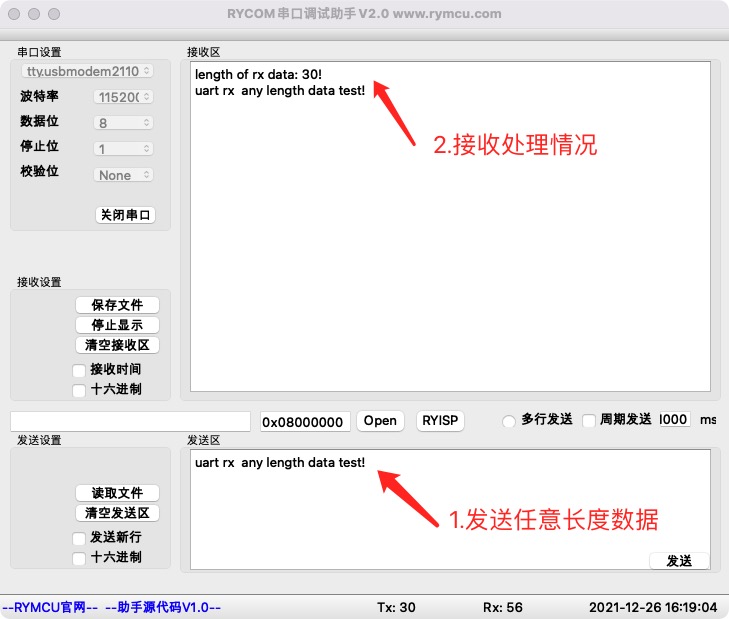 RYCOM串口调试助手V2.0 www.rymcu.com
串口设置
tty.usbmodem2110
波特率 115200
数据位 8
停止位 1
校验位 None
关闭串口
接收区
length of rx data: 30!
uart rx  any length data test!
2.接收处理情况
接收设置
保存文件
停止显示
清空接收区
接收时间
十六进制
0x08000000 Open RYISP 多行发送 周期发送 1000 ms
发送设置
读取文件
清空发送区
发送新行
十六进制
发送区
uart rx  any length data test!
1.发送任意长度数据
发送
--RYMCU官网-- --助手源代码V1.0-- Tx: 30 Rx: 56 2021-12-26 16:19:04